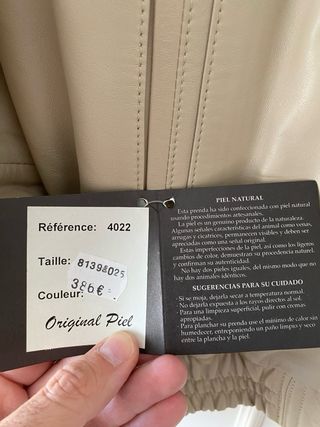 Référence: 4022
Taille:
81398025
386€
Couleur:
Original Piel
PIEL NATURAL
Esta prenda ha sido confeccionada con piel natural
usando procedimientos artesanales.
La piel es un genuino producto de la naturaleza.
Algunas señales características del animal como venas,
arrugas y cicatrices, permanecen visibles y deben ser
apreciadas como una señal original.
Estas imperfecciones de la piel, así como los ligeros
cambios de color, demuestran su procedencia natural,
y confirman su autenticidad.
No hay dos pieles iguales, del mismo modo que no
hay dos animales idénticos.
SUGERENCIAS PARA SU CUIDADO
- Si se moja, dejarla secar a temperatura normal.
- No dejarla expuesta a los rayos directos al sol.
- Para una limpieza superficial, pulir con cremas
apropiadas.
- Para planchar su prenda use el mínimo de calor sin
humedecer, entreponiendo un paño limpio y seco
entre la plancha y la piel.